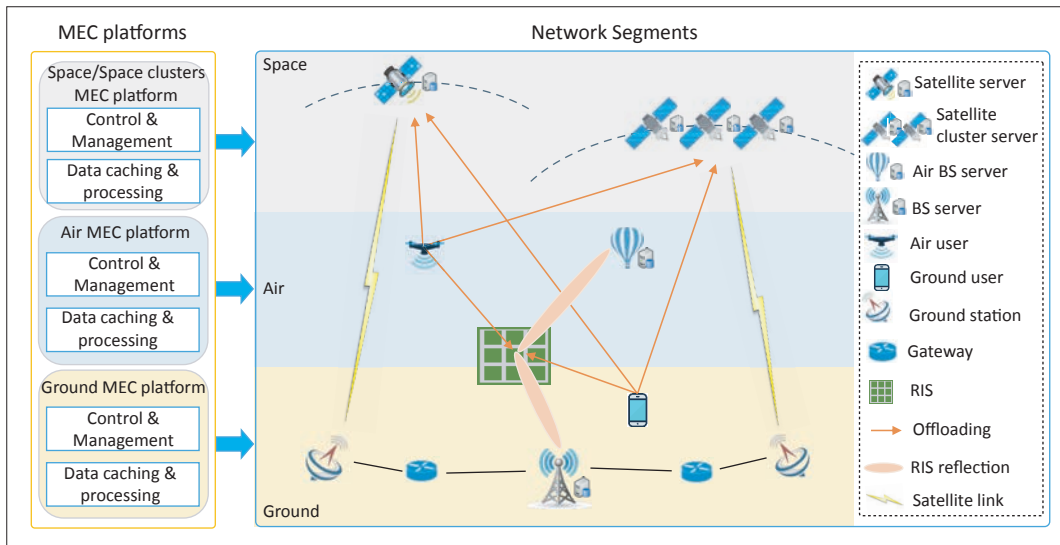 MEC platforms
Space/Space clusters
MEC platform
Control &
Management
Data caching &
processing
Air MEC platform
Control &
Management
Data caching &
processing
Ground MEC platform
Control &
Management
Data caching &
processing
Network Segments
Space
Air
Ground
Satellite server
Satellite
cluster server
Air BS server
BS server
Air user
Ground user
Ground station
Gateway
RIS
Offloading
RIS reflection
Satellite link